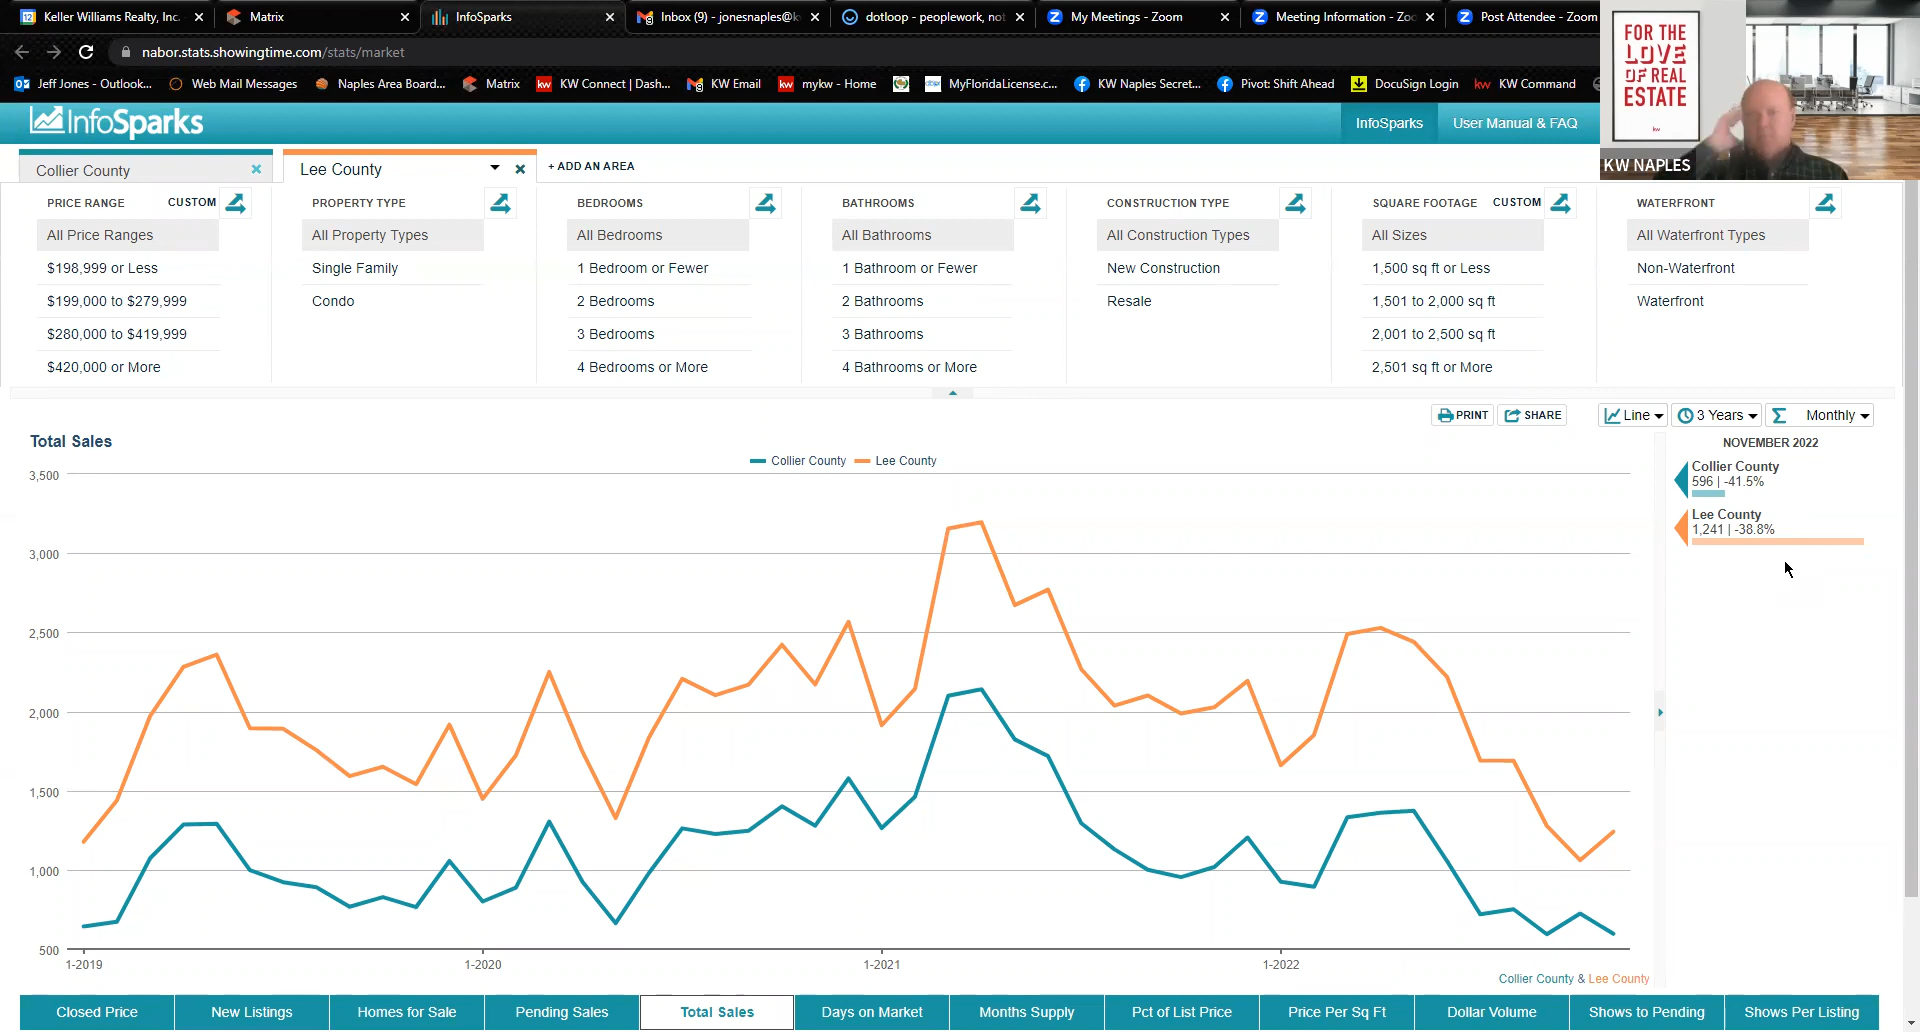 Keller Williams Realty, Inc.
Matrix
InfoSparks
Inbox (9) - jonesnaples@k
dotloop - peoplework, not
My Meetings - Zoom
Meeting Information - Zoo
Post Attendee - Zoom
nabor.stats.showingtime.com/stats/market
Jeff Jones - Outlook...
Web Mail Messages
Naples Area Board...
Matrix
KW Connect | Dash...
KW Email
mykw - Home
MyFloridaLicense.c...
KW Naples Secret...
Pivot: Shift Ahead
DocuSign Login
KW Command
FOR THE
LOVE
OF REAL
ESTATE
kw
KW NAPLES
InfoSparks
InfoSparks
User Manual & FAQ
Collier County
Lee County
+ ADD AN AREA
PRICE RANGE CUSTOM
All Price Ranges
$198,999 or Less
$199,000 to $279,999
$280,000 to $419,999
$420,000 or More
PROPERTY TYPE
All Property Types
Single Family
Condo
BEDROOMS
All Bedrooms
1 Bedroom or Fewer
2 Bedrooms
3 Bedrooms
4 Bedrooms or More
BATHROOMS
All Bathrooms
1 Bathroom or Fewer
2 Bathrooms
3 Bathrooms
4 Bathrooms or More
CONSTRUCTION TYPE
All Construction Types
New Construction
Resale
SQUARE FOOTAGE CUSTOM
All Sizes
1,500 sq ft or Less
1,501 to 2,000 sq ft
2,001 to 2,500 sq ft
2,501 sq ft or More
WATERFRONT
All Waterfront Types
Non-Waterfront
Waterfront
PRINT
SHARE
Line
3 Years
Monthly
Total Sales
Collier County
Lee County
NOVEMBER 2022
Collier County
596 | -41.5%
Lee County
1,241 | -38.8%
3,500
3,000
2,500
2,000
1,500
1,000
500
1-2019
1-2020
1-2021
1-2022
Collier County & Lee County
Closed Price
New Listings
Homes for Sale
Pending Sales
Total Sales
Days on Market
Months Supply
Pct of List Price
Price Per Sq Ft
Dollar Volume
Shows to Pending
Shows Per Listing